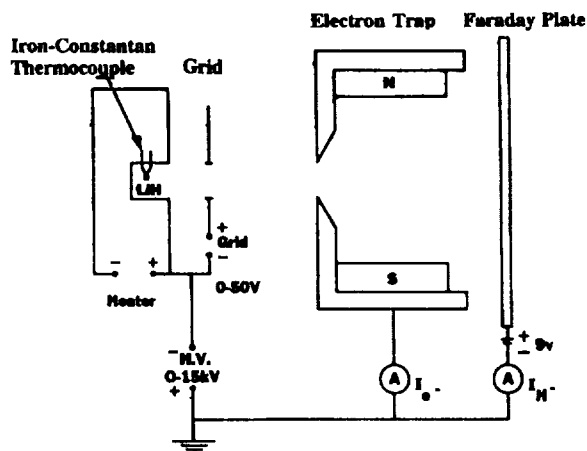 Electron Trap Faraday Plate
Iron-Constantan
Thermocouple
Grid
N
LiH
+
Grid
-
- +
0-50V
Heater
S
+
9v
-
- H.V.
0-15kV
+
A I e -
A I H -